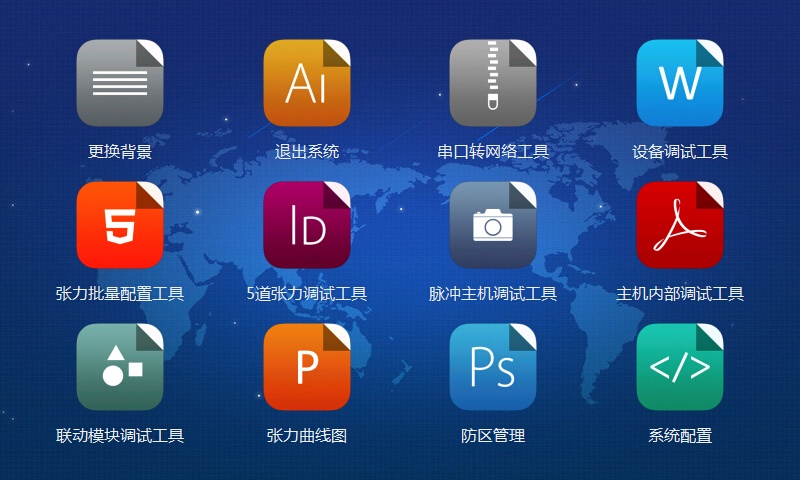 Ai
W
更换背景
退出系统
串口转网络工具
设备调试工具
5
ID
张力批量配置工具
5道张力调试工具
脉冲主机调试工具
主机内部调试工具
P
Ps
</>
联动模块调试工具
张力曲线图
防区管理
系统配置